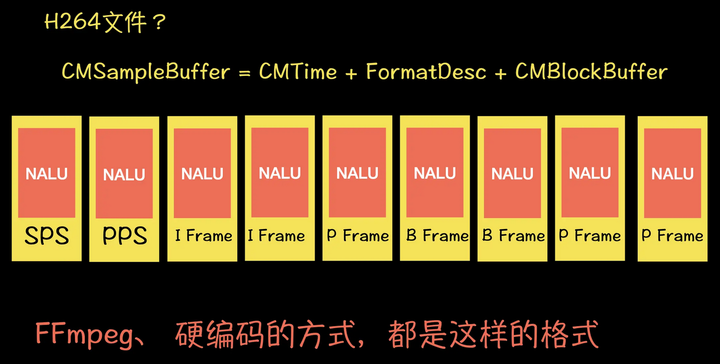 H264文件？
CMSampleBuffer = CMTime + FormatDesc + CMBlockBuffer
NALU NALU NALU NALU NALU NALU NALU NALU NALU
SPS PPS I Frame I Frame P Frame B Frame B Frame P Frame P Frame
FFmpeg、 硬编码的方式，都是这样的格式